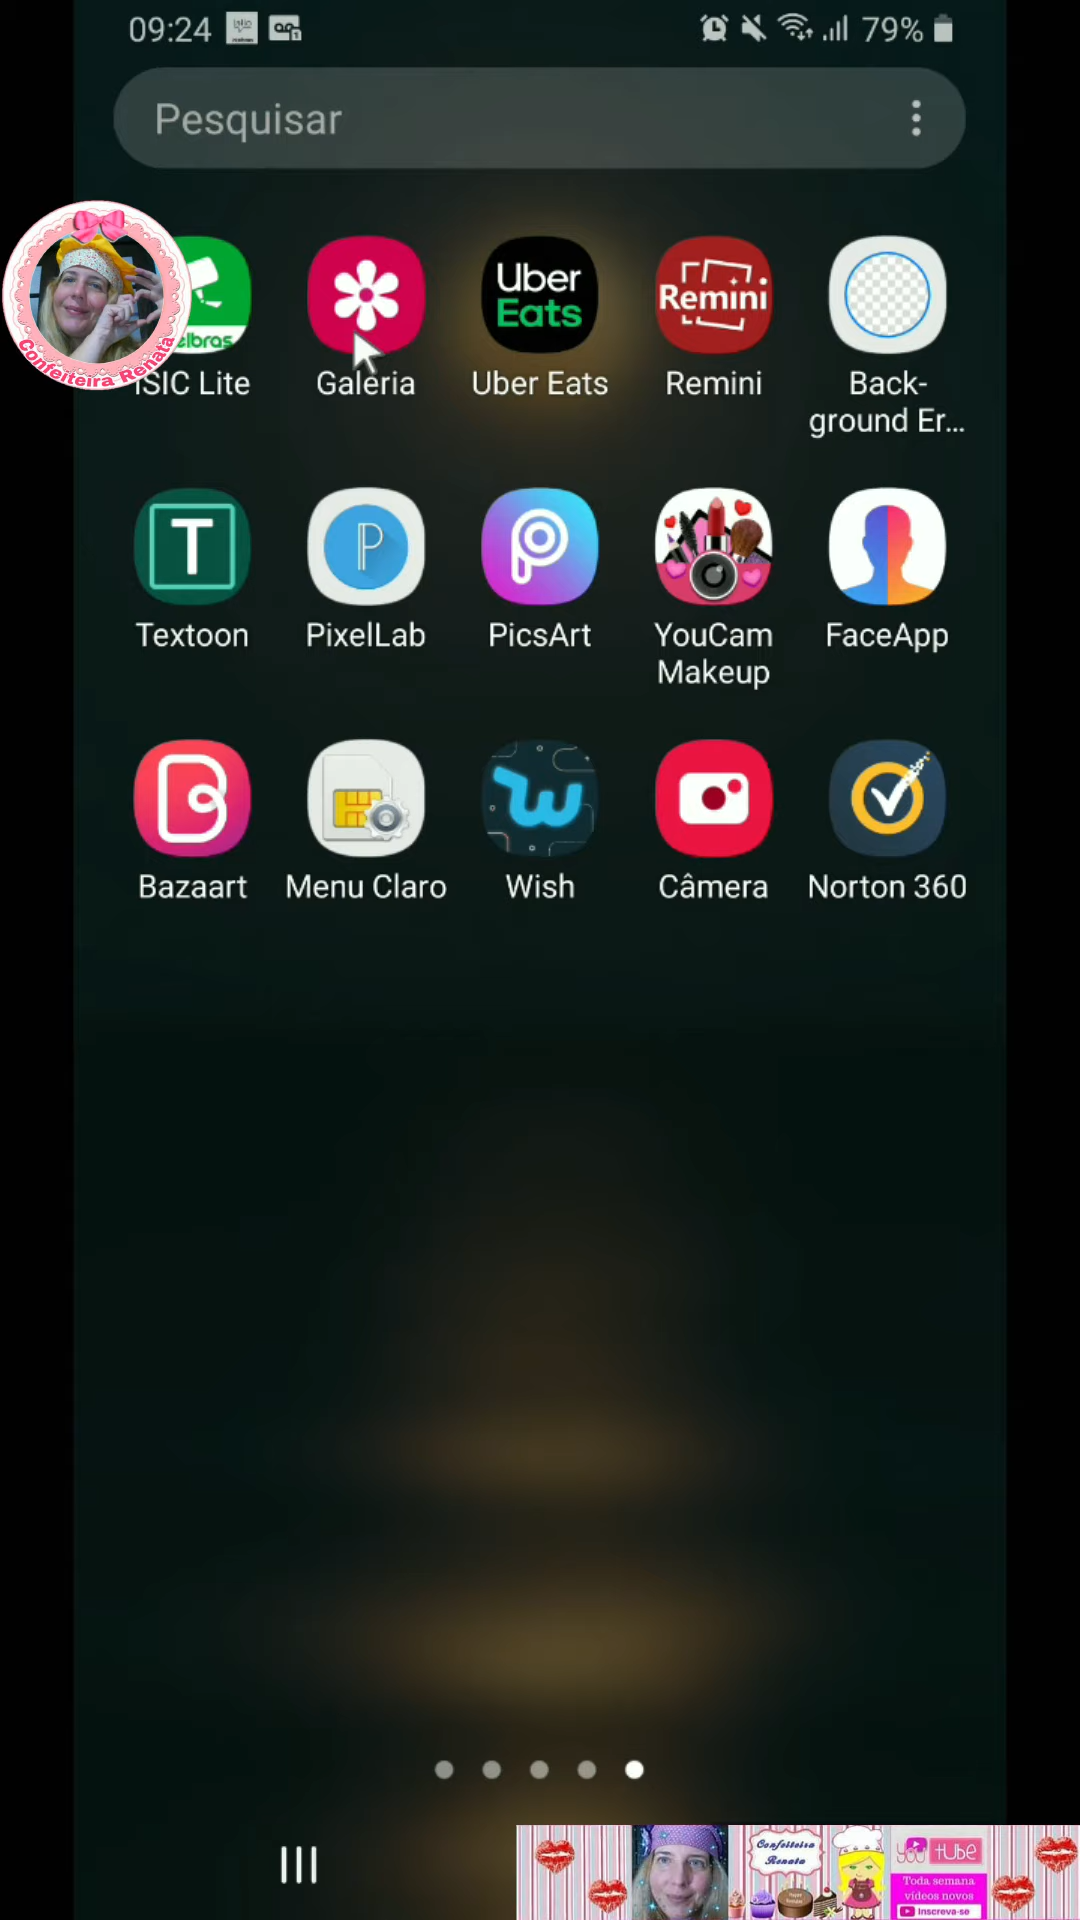 09:24
79%
Pesquisar
Confeiteira Renata
elbras
ISIC Lite
Galeria
Uber
Eats
Uber Eats
Remini
Remini
Back-
ground Er...
T
Textoon
PixelLab
PicsArt
YouCam
Makeup
FaceApp
Bazaart
Menu Claro
Wish
Câmera
Norton 360
Confeiteira
Renata
You tube
Toda semana
vídeos novos
Inscreva-se